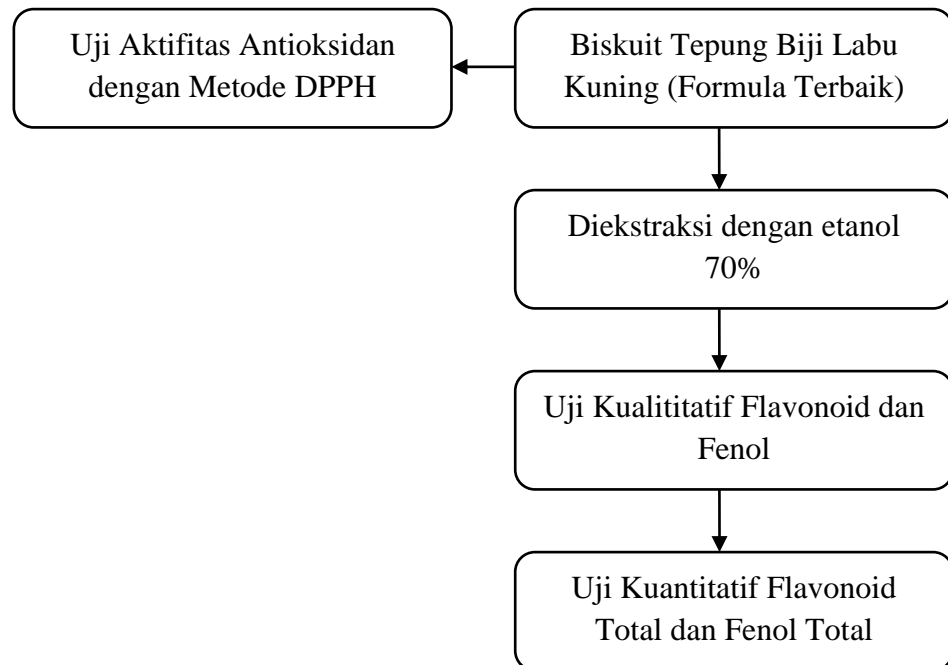 Uji Aktifitas Antioksidan
dengan Metode DPPH
Biskuit Tepung Biji Labu
Kuning (Formula Terbaik)
Diekstraksi dengan etanol
70%
Uji Kualititatif Flavonoid dan
Fenol
Uji Kuantitatif Flavonoid
Total dan Fenol Total